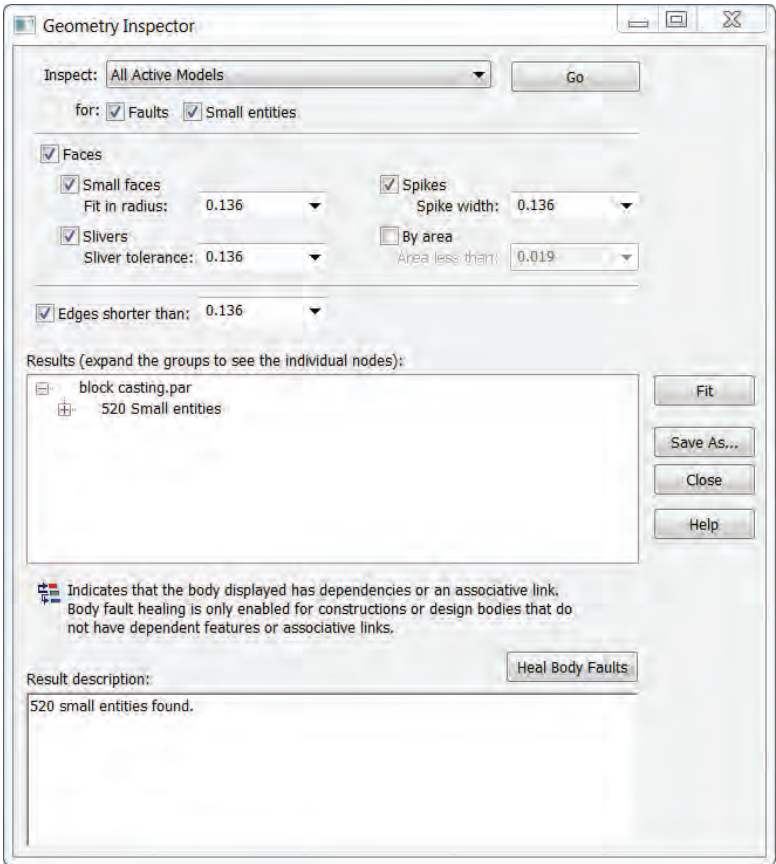 Geometry Inspector
Inspect: All Active Models
Go
for: Faults Small entities
Faces
Small faces
Fit in radius: 0.136
Spikes
Spike width: 0.136
Slivers
Sliver tolerance: 0.136
By area
Area less than: 0.019
Edges shorter than: 0.136
Results (expand the groups to see the individual nodes):
block casting.par
520 Small entities
Fit
Save As...
Close
Help
Indicates that the body displayed has dependencies or an associative link.
Body fault healing is only enabled for constructions or design bodies that do
not have dependent features or associative links.
Heal Body Faults
Result description:
520 small entities found.